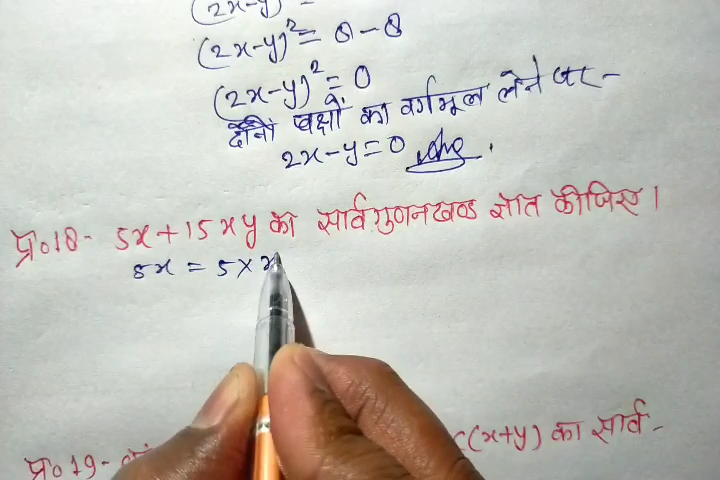 (2x-y)
(2x-y)² = 8-8
(2x-y)² = 0
दोनों पक्षों का वर्गमूल लेने पर-
2x-y=0 Ans.
प्र०18- 5x+15xy का सार्वगुणनखण्ड ज्ञात कीजिए।
5x = 5×x
प्र०19- c(x+y) का सार्व-